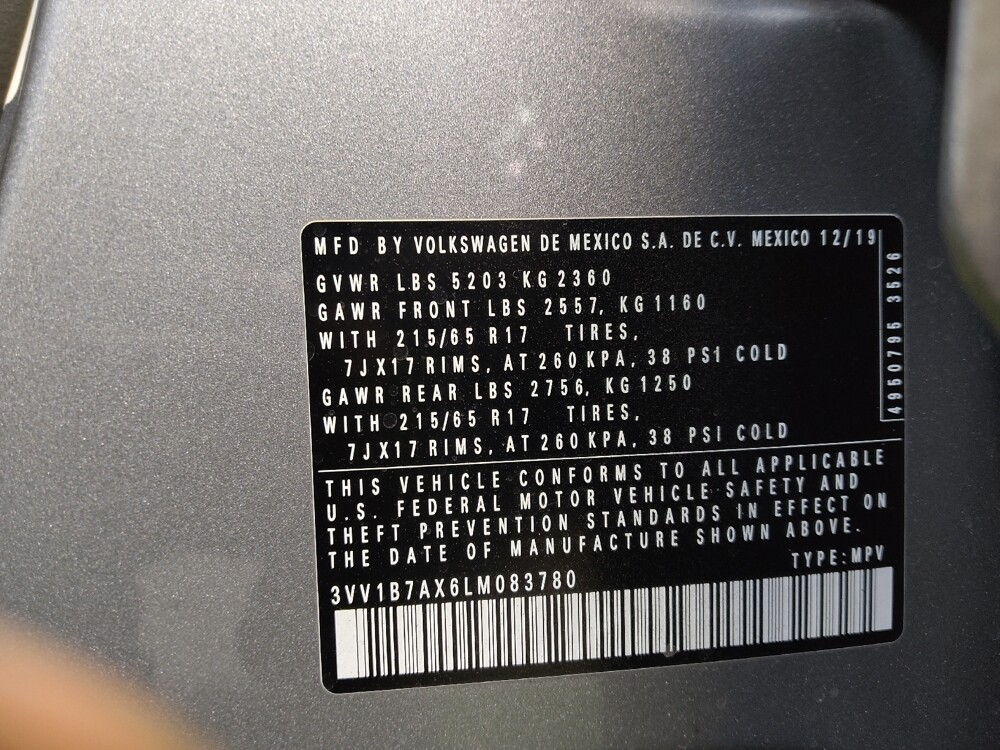 MFD BY VOLKSWAGEN DE MEXICO S.A. DE C.V. MEXICO 12/19
GVWR LBS 5203 KG 2360
GAWR FRONT LBS 2557, KG 1160
WITH 215/65 R17 TIRES,
7JX17 RIMS, AT 260 KPA, 38 PSI COLD
GAWR REAR LBS 2756, KG 1250
WITH 215/65 R17 TIRES,
7JX17 RIMS, AT 260 KPA, 38 PSI COLD
4950795 3526
THIS VEHICLE CONFORMS TO ALL APPLICABLE
U.S. FEDERAL MOTOR VEHICLE SAFETY AND
THEFT PREVENTION STANDARDS IN EFFECT ON
THE DATE OF MANUFACTURE SHOWN ABOVE.
TYPE: MPV
3VV1B7AX6LM083780